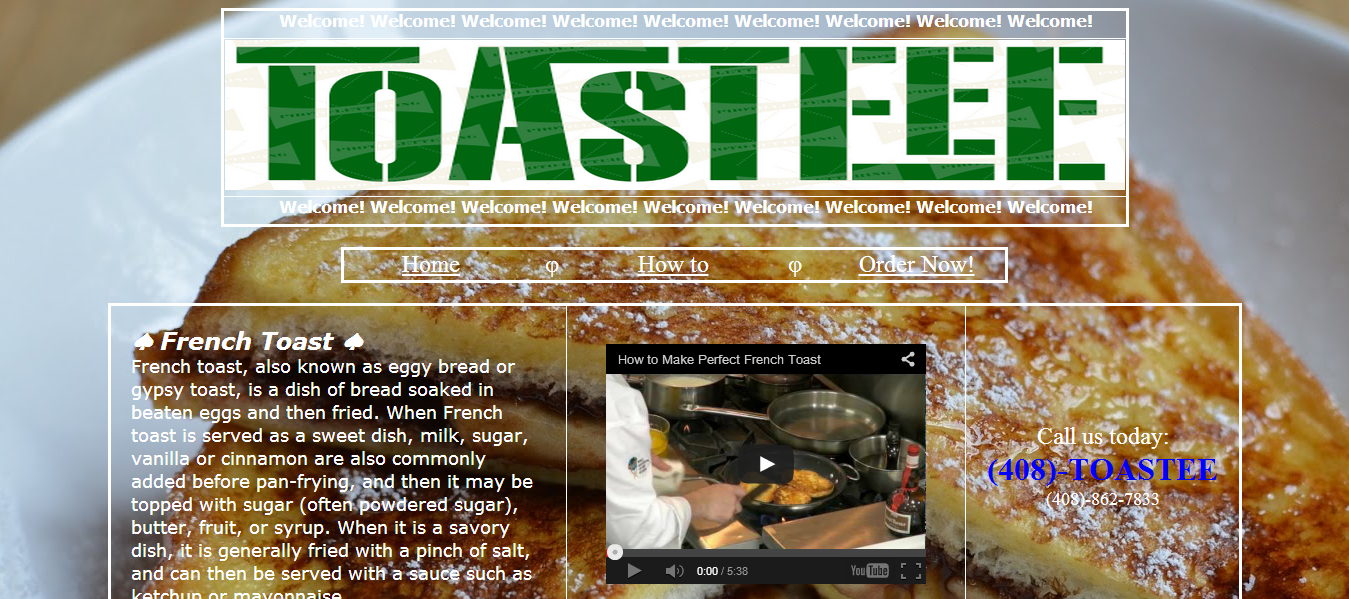 Welcome! Welcome! Welcome! Welcome! Welcome! Welcome! Welcome! Welcome! Welcome!
TOASTEEE
Welcome! Welcome! Welcome! Welcome! Welcome! Welcome! Welcome! Welcome! Welcome!
Home φ How to φ Order Now!
♠ French Toast ♠
French toast, also known as eggy bread or
gypsy toast, is a dish of bread soaked in
beaten eggs and then fried. When French
toast is served as a sweet dish, milk, sugar,
vanilla or cinnamon are also commonly
added before pan-frying, and then it may be
topped with sugar (often powdered sugar),
butter, fruit, or syrup. When it is a savory
dish, it is generally fried with a pinch of salt,
and can then be served with a sauce such as
ketchup or mayonnaise.
How to Make Perfect French Toast
0:00 / 5:38
YouTube
Call us today:
(408)-TOASTEE
(408)-862-7833